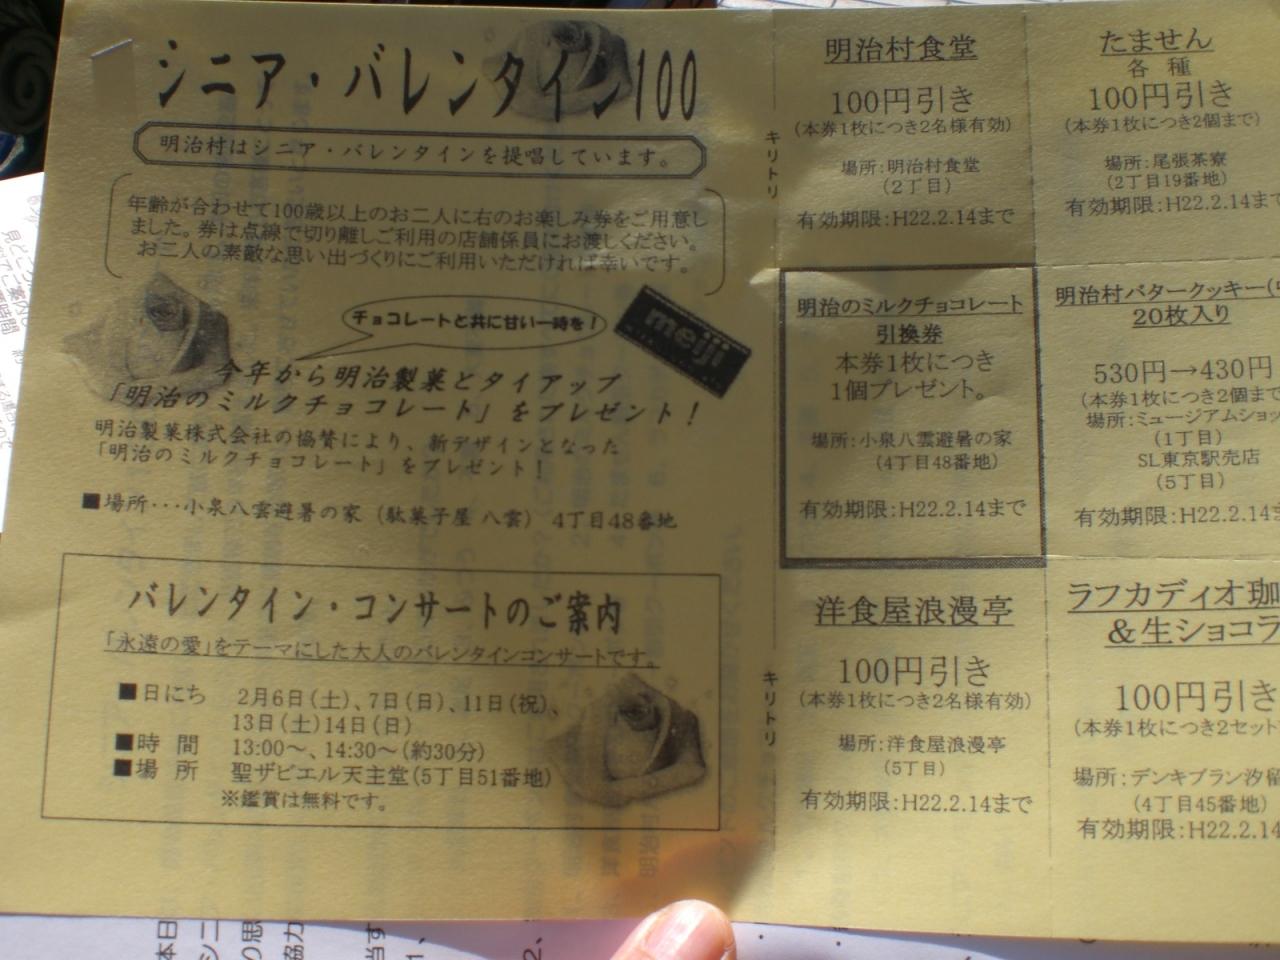 シニア・バレンタイン100
明治村はシニア・バレンタインを提唱しています。
年齢が合わせて100歳以上のお二人に右のお楽しみ券をご用意し
ました。券は点線で切り離しご利用の店舗係員にお渡しください。
お二人の素敵な思い出づくりにご利用いただければ幸いです。
チョコレートと共に甘い一時を!
meiji
今年から明治製菓とタイアップ
「明治のミルクチョコレート」をプレゼント!
明治製菓株式会社の協賛により、新デザインとなった
「明治のミルクチョコレート」をプレゼント!
■場所・・・小泉八雲避暑の家(駄菓子屋 八雲) 4丁目48番地
バレンタイン・コンサートのご案内
「永遠の愛」をテーマにした大人のバレンタインコンサートです。
■日にち 2月6日(土)、7日(日)、11日(祝)、
13日(土)14日(日)
■時 間 13:00〜、14:30〜(約30分)
■場 所 聖ザビエル天主堂(5丁目51番地)
※鑑賞は無料です。
キリトリ
キリトリ
明治村食堂
100円引き
(本券1枚につき2名様有効)
場所:明治村食堂
(2丁目)
有効期限:H22.2.14まで
たません
各 種
100円引き
(本券1枚につき2個まで)
場所:尾張茶寮
(2丁目19番地)
有効期限:H22.2.14まで
明治のミルクチョコレート
引換券
本券1枚につき
1個プレゼント。
場所:小泉八雲避暑の家
(4丁目48番地)
有効期限:H22.2.14まで
明治村バタークッキー(
20枚入り
530円→430円
(本券1枚につき2個ま
場所:ミュージアムショッ
(1丁目)
SL東京駅売店
(5丁目)
有効期限:H22.2.14
洋食屋浪漫亭
100円引き
(本券1枚につき2名様有効)
場所:洋食屋浪漫亭
(5丁目)
有効期限:H22.2.14まで
ラフカディオ珈
&生ショコラ
100円引き
(本券1枚につき2セット
場所:デンキブラン汐留
(4丁目45番地)
有効期限:H22.2.14
本日
シニ
の思
協力
当す
1、
2、